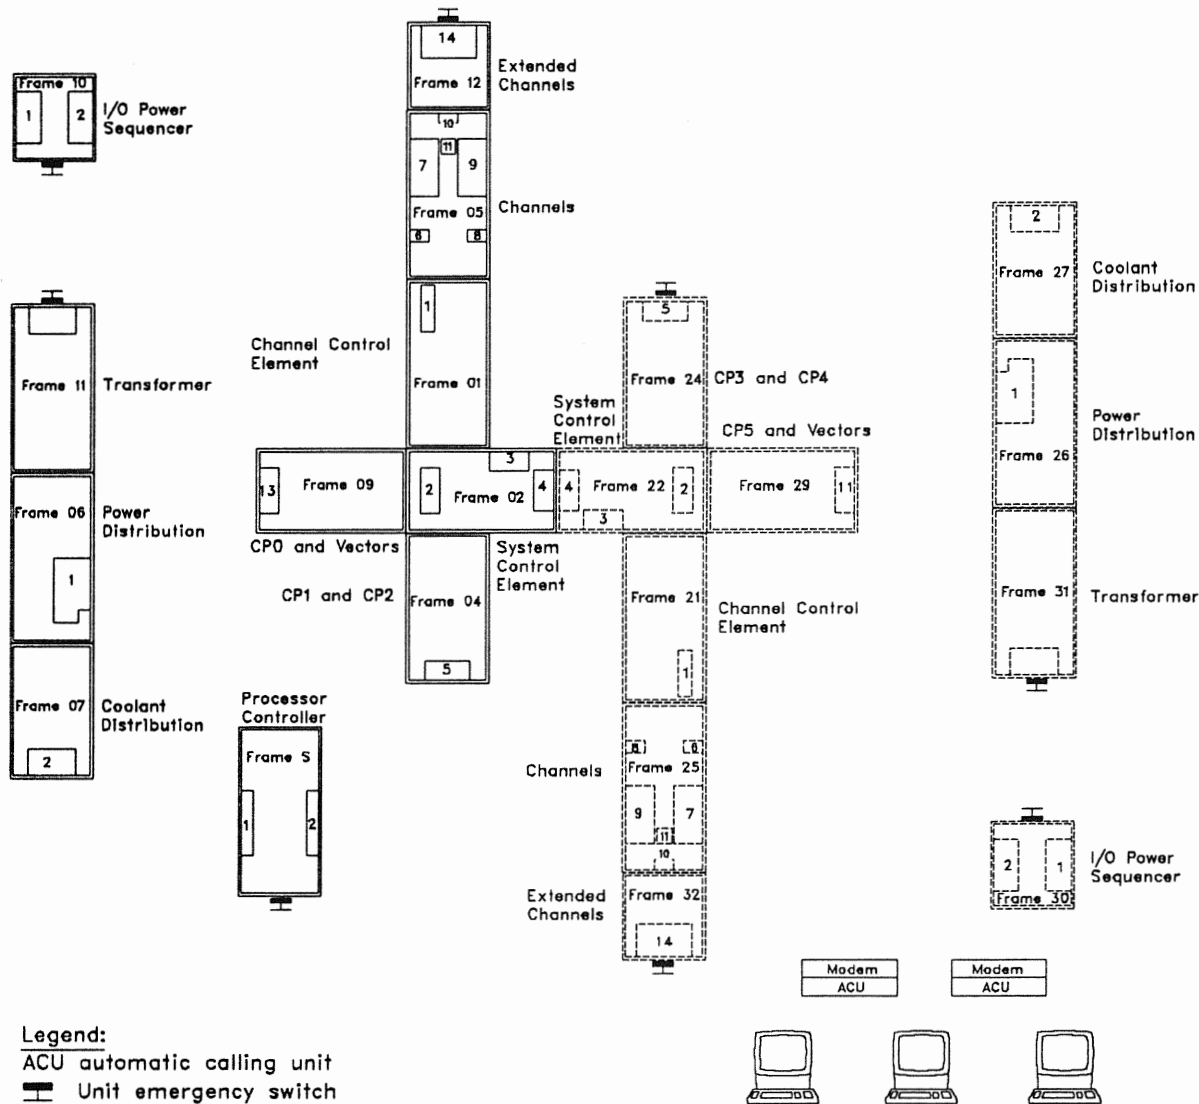 14
Frame 12
Extended
Channels
Frame 10
1
2
I/O Power
Sequencer
10
11
7
9
Frame 05
6
8
Channels
2
Frame 27
Coolant
Distribution
Frame 11
Transformer
Channel Control
Element
1
Frame 01
5
Frame 24
CP3 and CP4
1
Frame 26
Power
Distribution
System
Control
Element
CP5 and Vectors
13
Frame 09
2
3
Frame 02
4
4
Frame 22
2
3
Frame 29
11
Frame 06
Power
Distribution
1
CP0 and Vectors
System
Control
Element
CP1 and CP2
Frame 04
5
Frame 21
Channel Control
Element
1
Frame 31
Transformer
Frame 07
Coolant
Distribution
2
Processor
Controller
Frame S
1
2
8
6
Frame 25
Channels
9
7
11
10
Extended
Channels
Frame 32
14
2
1
Frame 30
I/O Power
Sequencer
Modem
ACU
Modem
ACU
Legend:
ACU automatic calling unit
Unit emergency switch